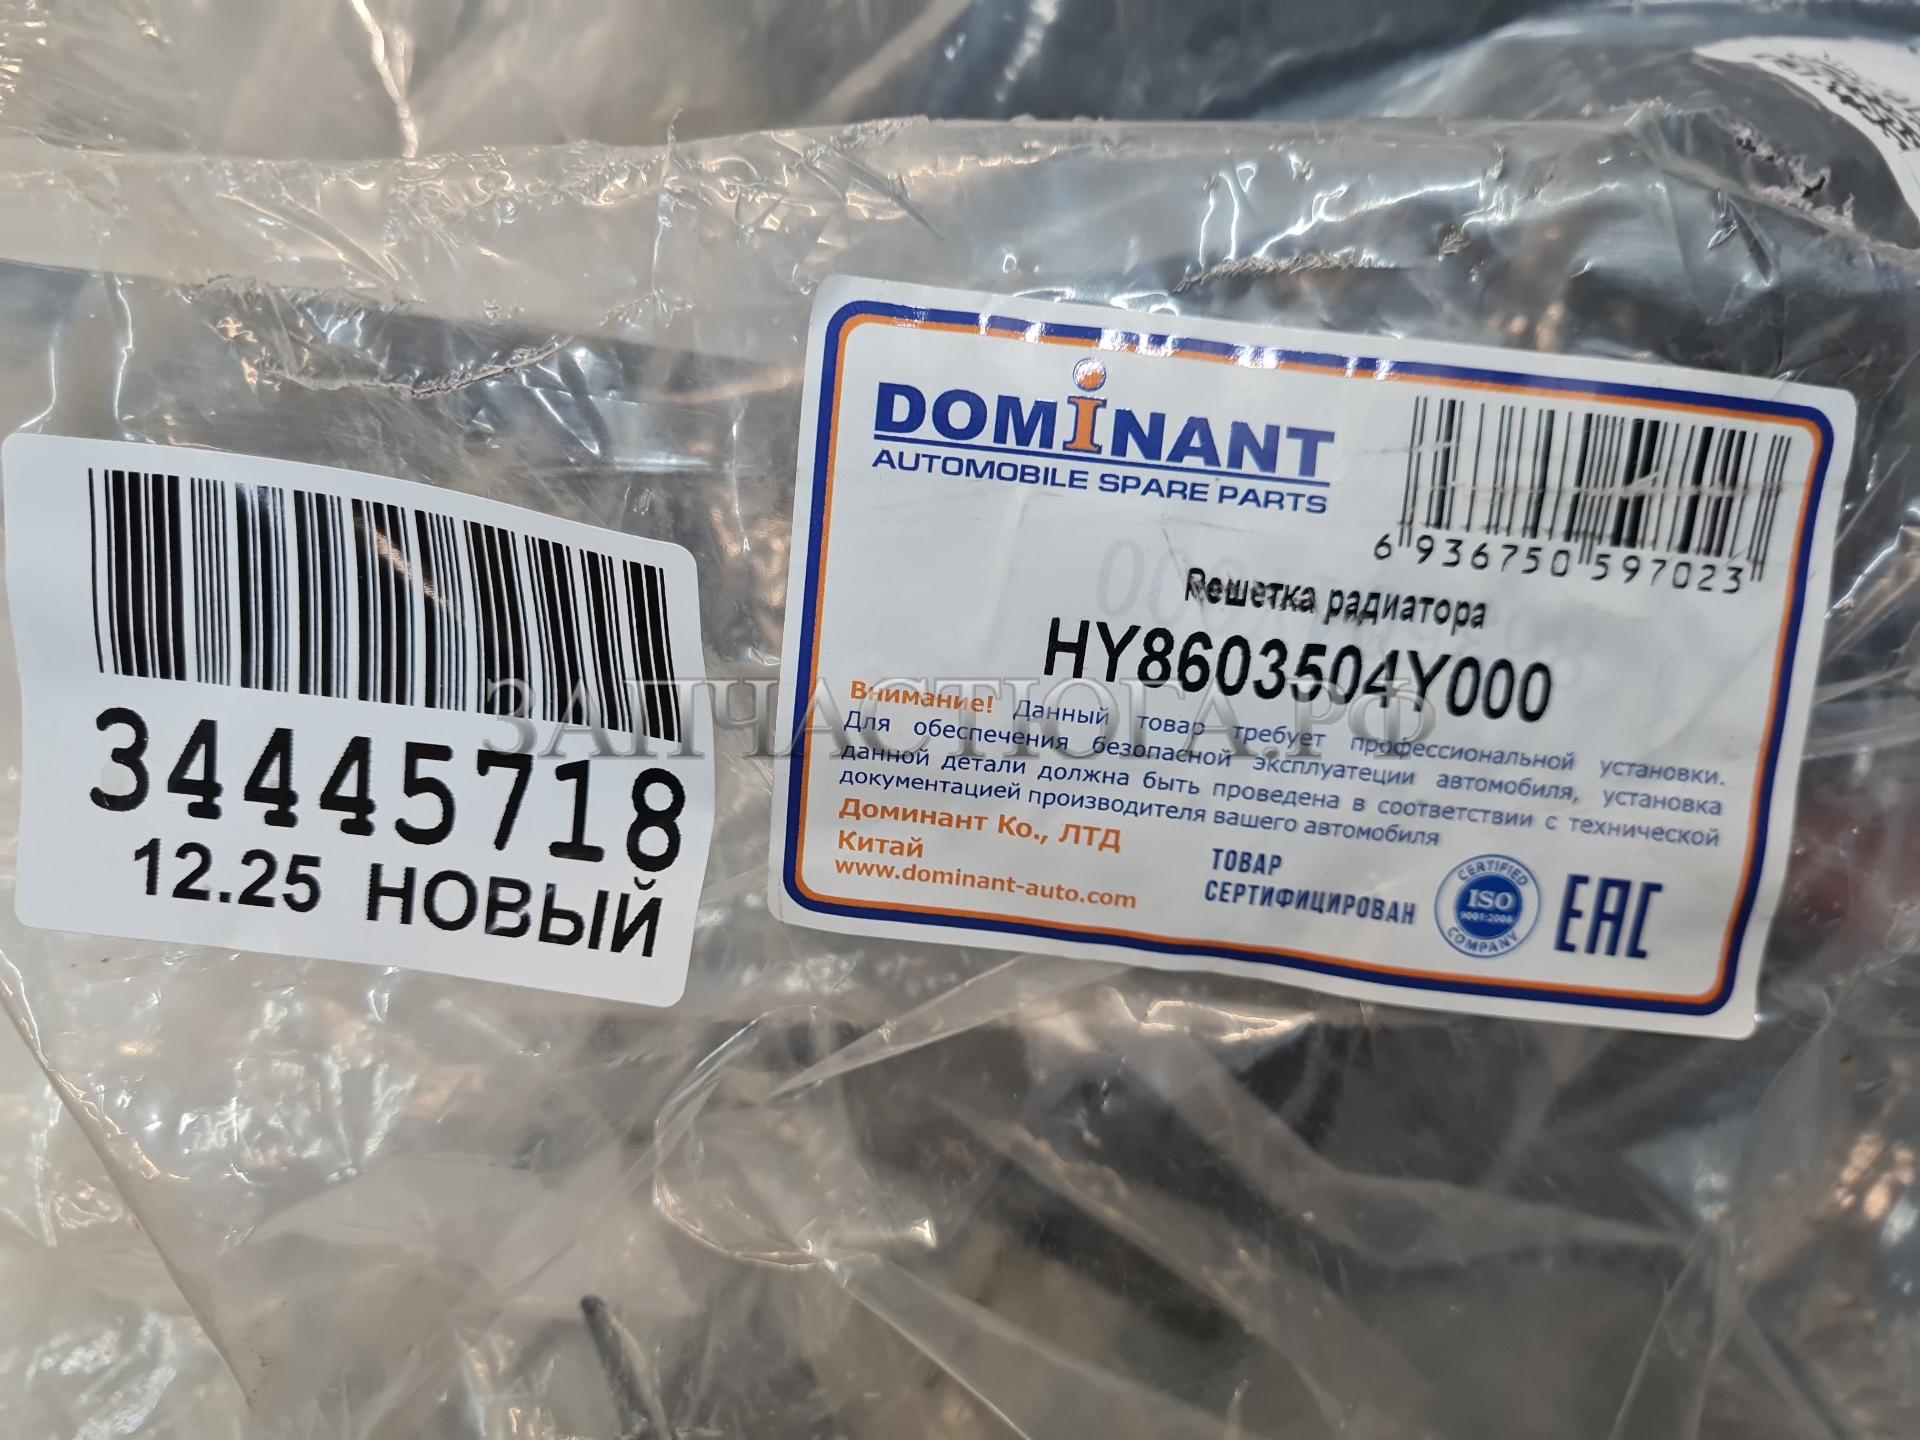 34445718
12.25 НОВЫЙ
DOMiNANT
AUTOMOBILE SPARE PARTS
6 936750 597023
Решетка радиатора
HY8603504Y000
Внимание! Данный товар требует профессиональной установки.
Для обеспечения безопасной эксплуатеции автомобиля, установка
данной детали должна быть проведена в соответствии с технической
документацией производителя вашего автомобиля
Доминант Ко., ЛТД
Китай
www.dominant-auto.com
ТОВАР
СЕРТИФИЦИРОВАН
CERTIFIED
ISO
9001:2008
COMPANY
EAC
ЗАПЧАСТЮГА.РФ